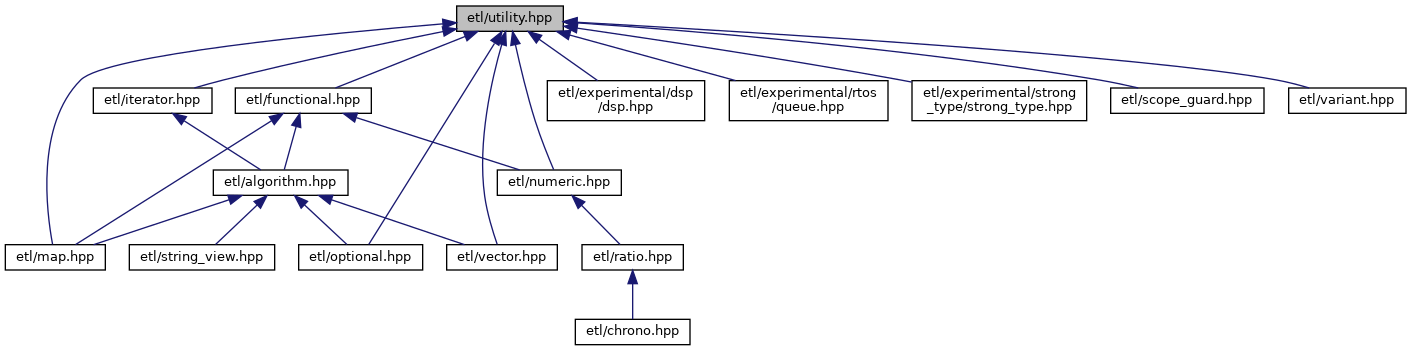 etl/utility.hpp
etl/experimental/dsp
/dsp.hpp
etl/experimental/rtos
/queue.hpp
etl/experimental/strong
_type/strong_type.hpp
etl/iterator.hpp
etl/functional.hpp
etl/scope_guard.hpp
etl/variant.hpp
etl/algorithm.hpp
etl/numeric.hpp
etl/map.hpp
etl/string_view.hpp
etl/optional.hpp
etl/vector.hpp
etl/ratio.hpp
etl/chrono.hpp